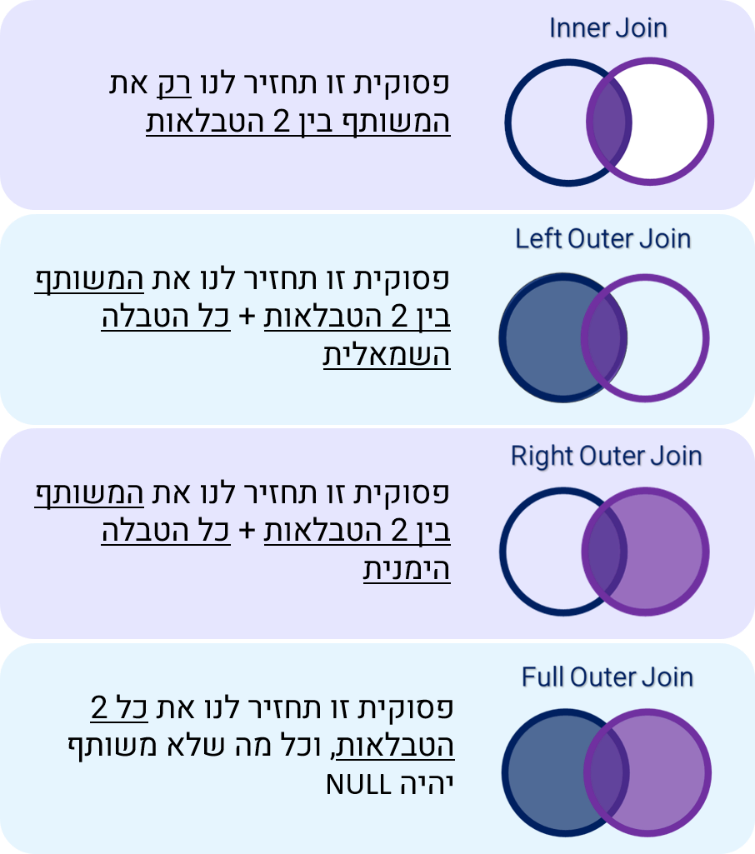 Inner Join
פסוקית זו תחזיר לנו רק את
המשותף בין 2 הטבלאות
Left Outer Join
פסוקית זו תחזיר לנו את המשותף
בין 2 הטבלאות + כל הטבלה
השמאלית
Right Outer Join
פסוקית זו תחזיר לנו את המשותף
בין 2 הטבלאות + כל הטבלה
הימנית
Full Outer Join
פסוקית זו תחזיר לנו את כל 2
הטבלאות, וכל מה שלא משותף
יהיה NULL